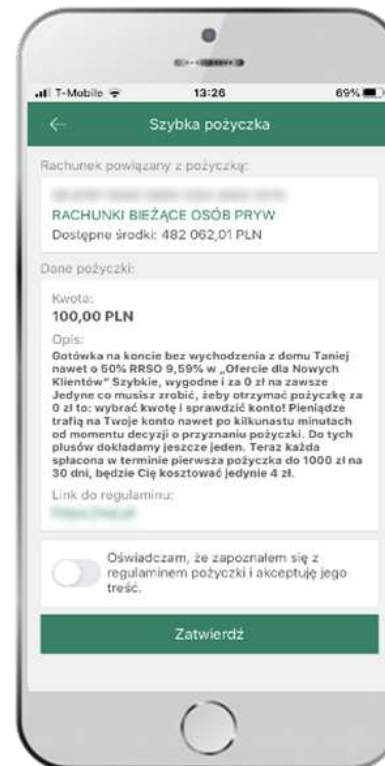 T-Mobile
13:26
69%
Szybka pożyczka
Rachunek powiązany z pożyczką:
RACHUNKI BIEŻĄCE OSÓB PRYW
Dostępne środki: 482 062,01 PLN
Dane pożyczki:
Kwota:
100,00 PLN
Opis:
Gotówka na koncie bez wychodzenia z domu Taniej
nawet o 50% RRSO 9,59% w „Ofercie dla Nowych
Klientów" Szybkie, wygodne i za 0 zł na zawsze
Jedyne co musisz zrobić, żeby otrzymać pożyczkę za
0 zł to: wybrać kwotę i sprawdzić konto! Pieniądze
trafią na Twoje konto nawet po kilkunastu minutach
od momentu decyzji o przyznaniu pożyczki. Do tych
plusów dokładamy jeszcze jeden. Teraz każda
spłacona w terminie pierwsza pożyczka do 1000 zł na
30 dni, będzie Cię kosztować jedynie 4 zł.
Link do regulaminu:
Oświadczam, że zapoznałem się z
regulaminem pożyczki i akceptuję jego
treść.
Zatwierdź